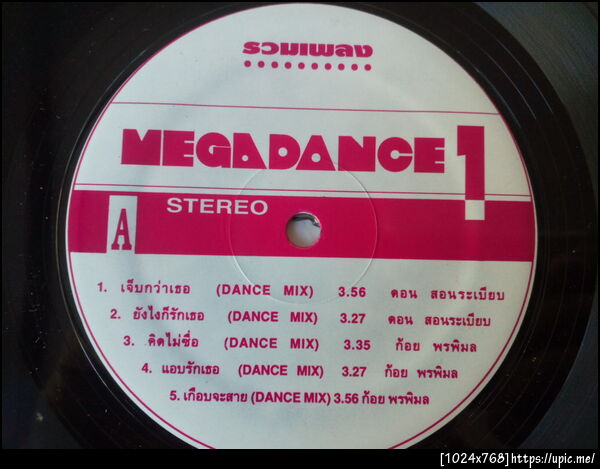 รวมเพลง
MEGADANCE 1
A STEREO
1. เจ็บกว่าเธอ (DANCE MIX) 3.56 ดอน สอนระเบียบ
2. ยังไงก็รักเธอ (DANCE MIX) 3.27 ดอน สอนระเบียบ
3. คิดไม่ซื่อ (DANCE MIX) 3.35 ก้อย พรพิมล
4. แอบรักเธอ (DANCE MIX) 3.27 ก้อย พรพิมล
5. เกือบจะสาย (DANCE MIX) 3.56 ก้อย พรพิมล
[1024x768]https://upic.me/